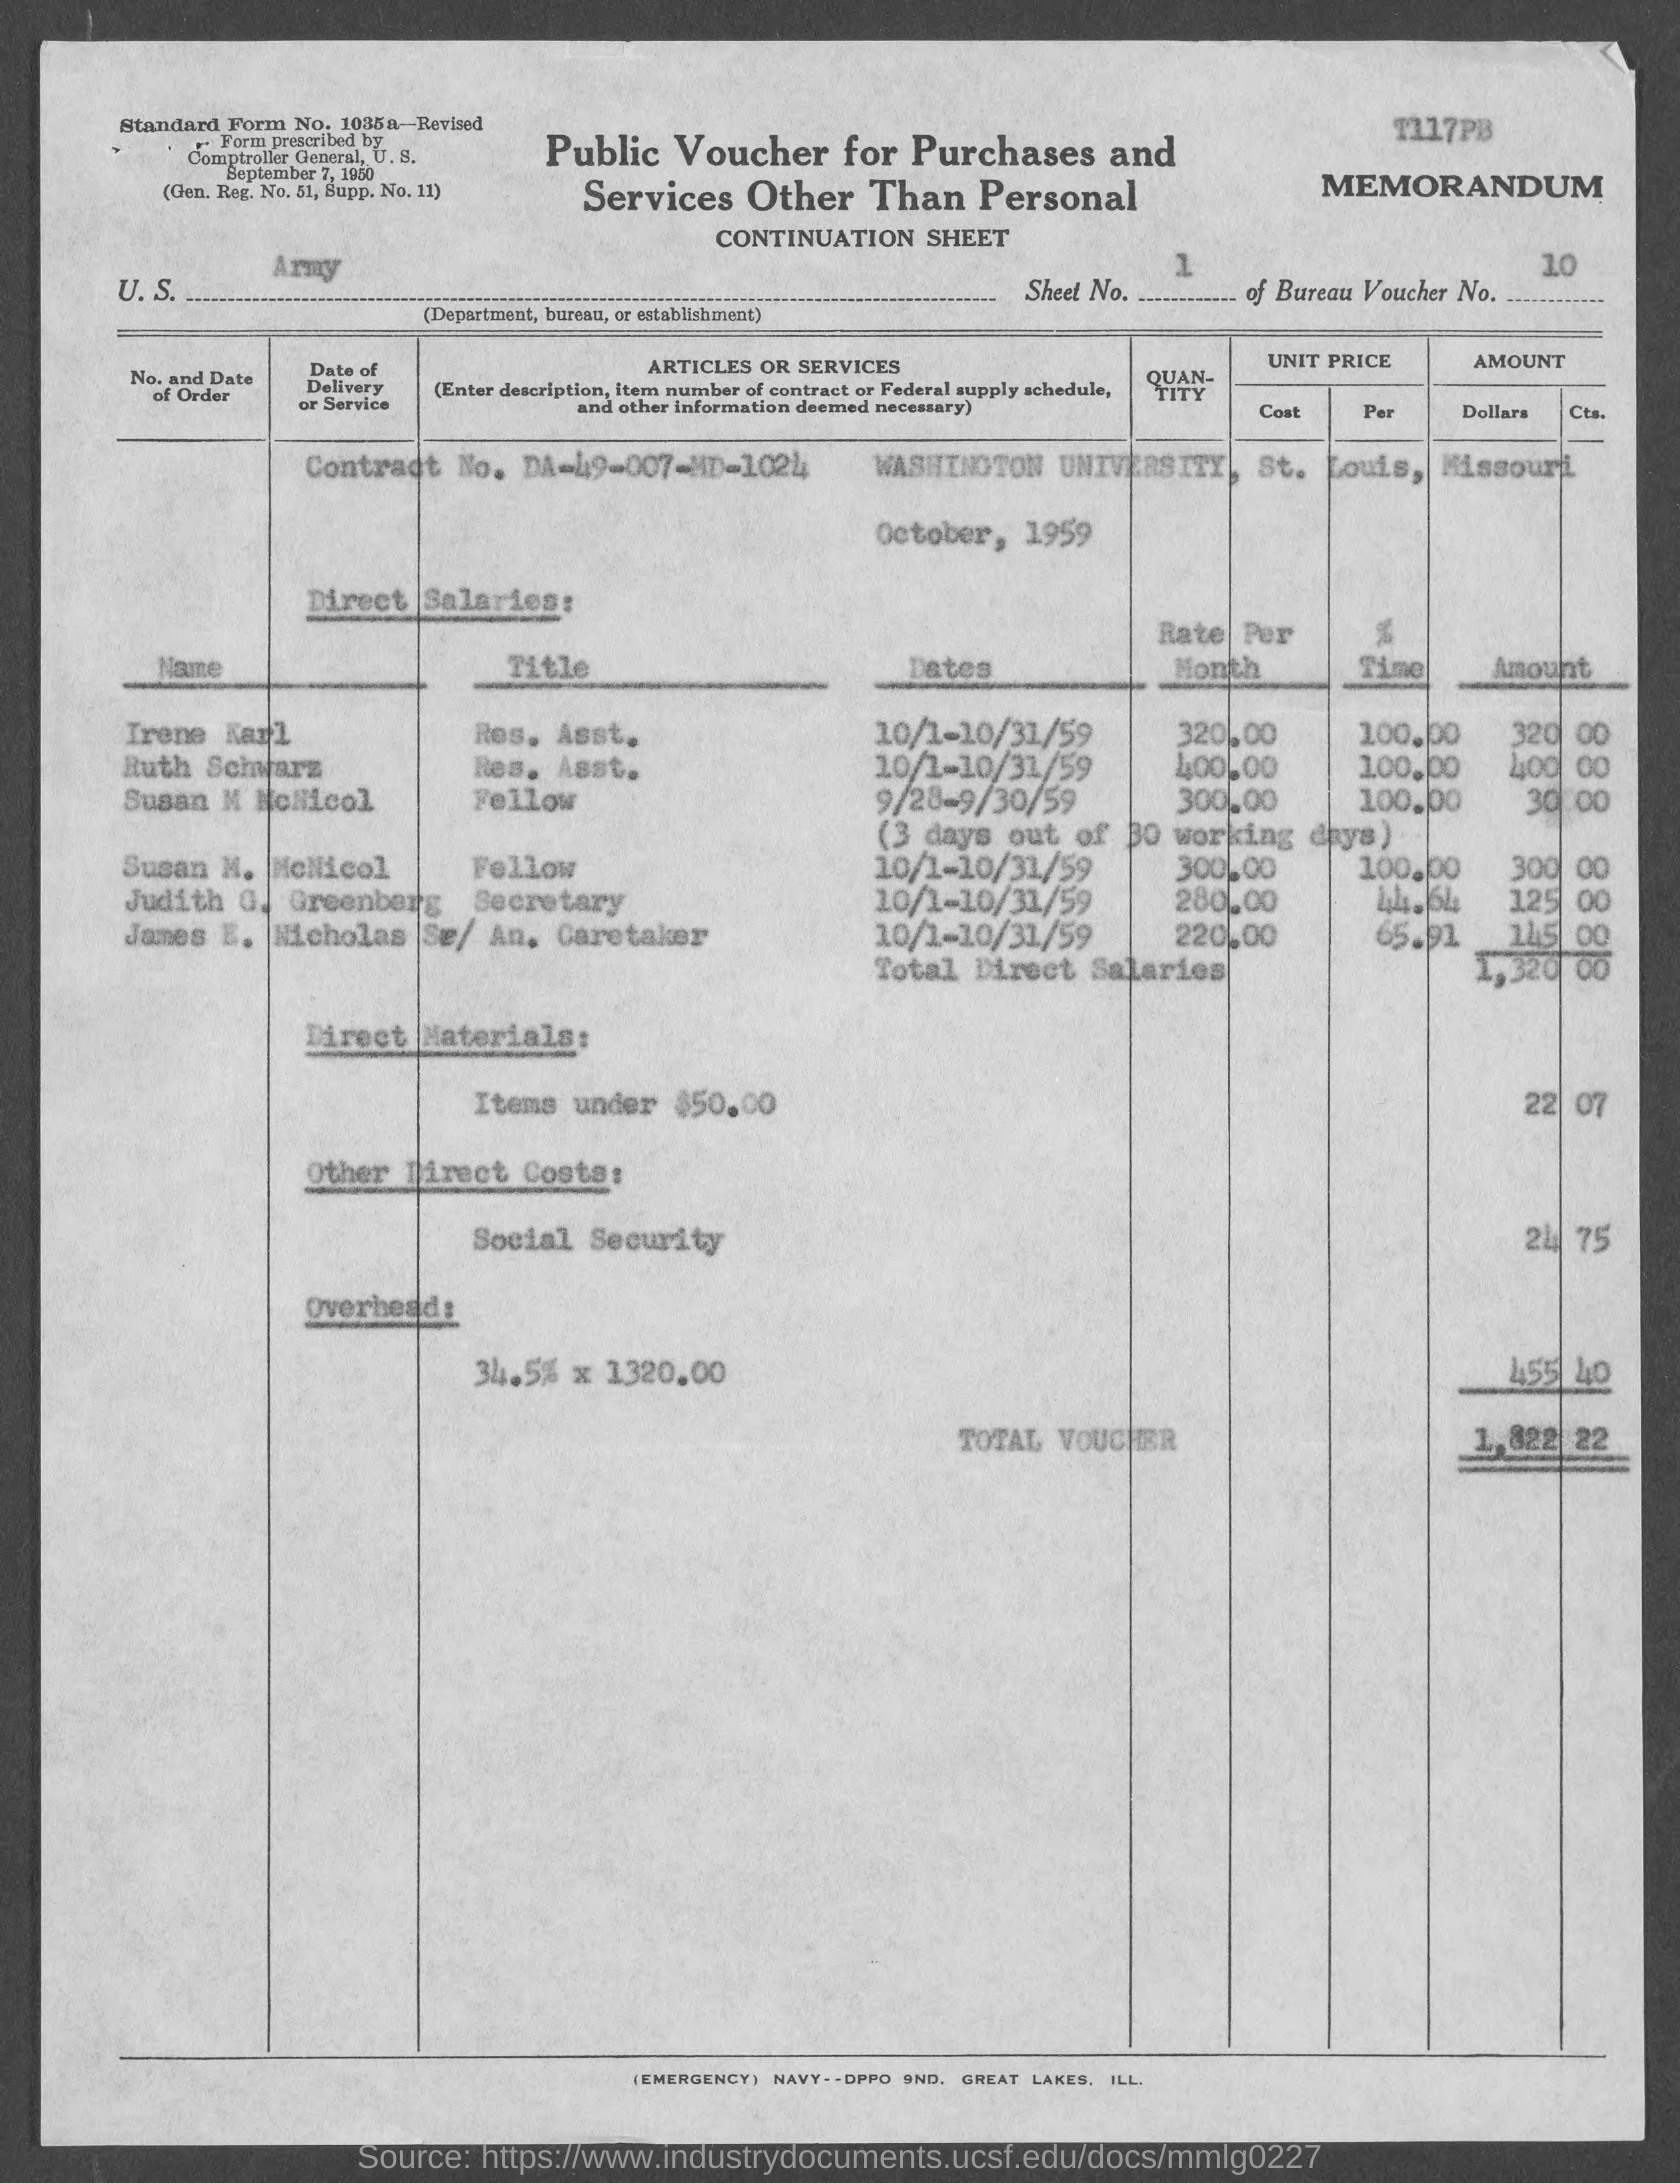 Standard Form No. 1035a—Revised
Form prescribed by
Comptroller General, U. S.
September 7, 1950
(Gen. Reg. No. 51, Supp. No. 11)
Public Voucher for Purchases and
Services Other Than Personal
CONTINUATION SHEET
T117PB
MEMORANDUM
U. S. Army Sheet No. 1 of Bureau Voucher No. 10
(Department, bureau, or establishment)
No. and Date of Order
Date of Delivery or Service
ARTICLES OR SERVICES
(Enter description, item number of contract or Federal supply schedule, and other information deemed necessary)
QUAN-TITY
UNIT PRICE
Cost Per
AMOUNT
Dollars Cts.
Contract No. DA-49-007-MD-1024 WASHINGTON UNIVERSITY, St. Louis, Missouri
October, 1959
Direct Salaries:
Name Title Dates Rate Per Month % Time Amount
Irene Karl Res. Asst. 10/1-10/31/59 320.00 100.00 320 00
Ruth Schwarz Res. Asst. 10/1-10/31/59 400.00 100.00 400 00
Susan M McNicol Fellow 9/28-9/30/59 300.00 100.00 30 00
(3 days out of 30 working days)
Susan M. McNicol Fellow 10/1-10/31/59 300.00 100.00 300 00
Judith G. Greenberg Secretary 10/1-10/31/59 280.00 44.64 125 00
James E. Nicholas Sr/ An. Caretaker 10/1-10/31/59 220.00 65.91 145 00
Total Direct Salaries 1,320 00
Direct Materials:
Items under $50.00 22 07
Other Direct Costs:
Social Security 24 75
Overhead:
34.5% x 1320.00 455 40
TOTAL VOUCHER 1,822 22
(EMERGENCY) NAVY--DPPO 9ND. GREAT LAKES. ILL.
Source: https://www.industrydocuments.ucsf.edu/docs/mmlg0227